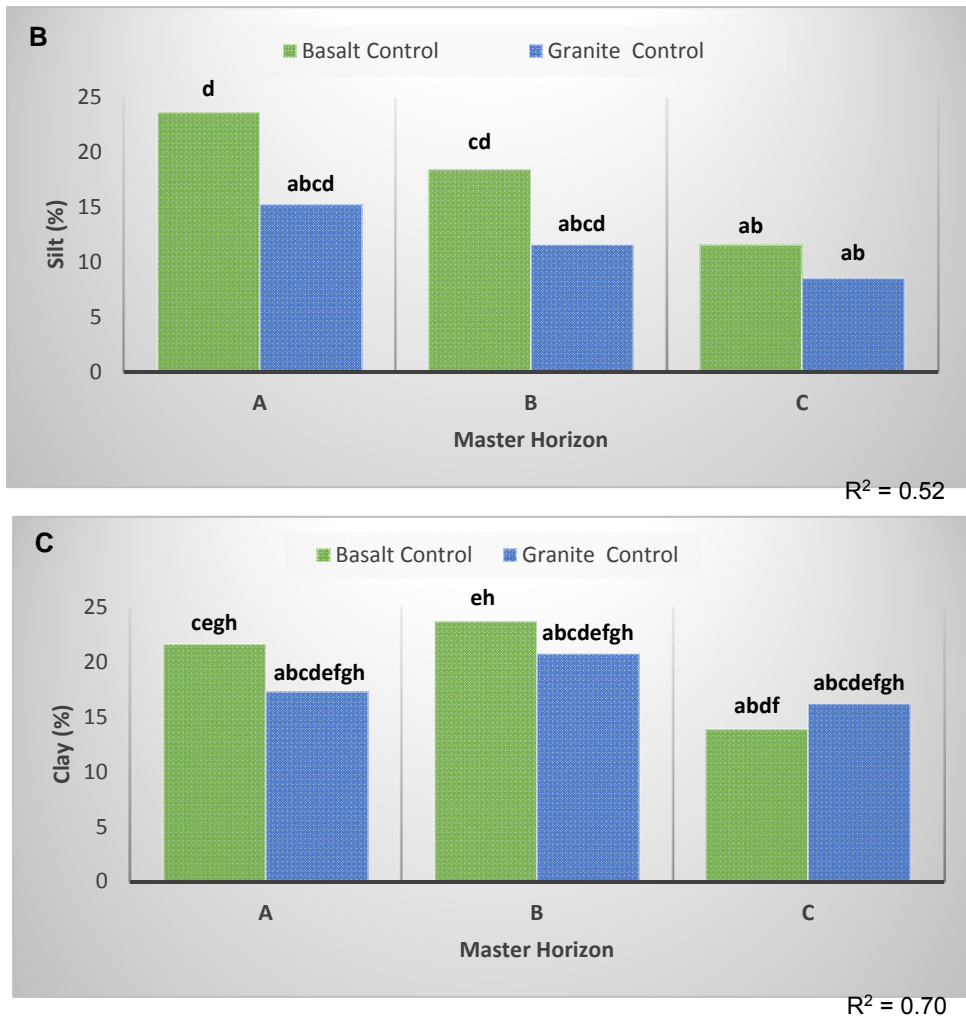 B
Basalt Control Granite Control
d
25
20
15
10
5
0
Silt (%)
cd
abcd
abcd
ab
ab
A B C
Master Horizon
R² = 0.52
C
Basalt Control Granite Control
25
20
15
10
5
0
Clay (%)
cegh
abcdefgh
eh
abcdefgh
abdf
abcdefgh
A B C
Master Horizon
R² = 0.70